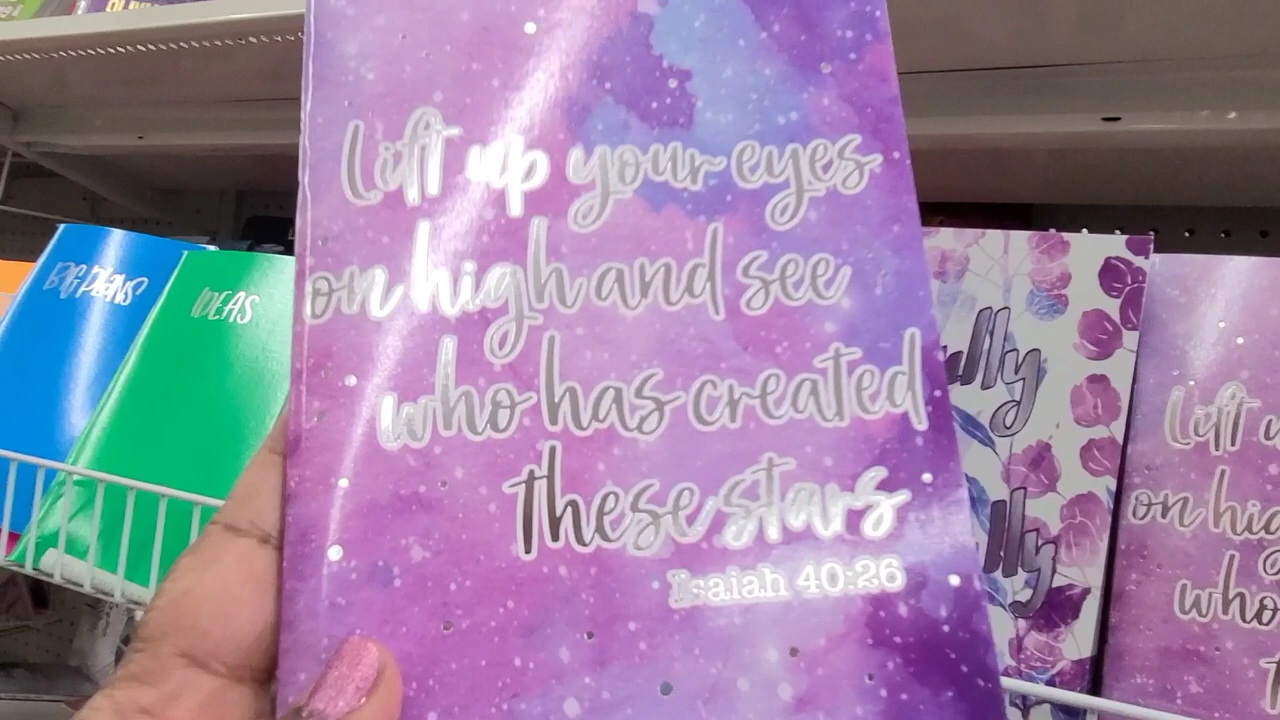 Lift up your eyes
on high and see
who has created
these stars
Isaiah 40:26
BIG PLANS
IDEAS
Lift
on
who